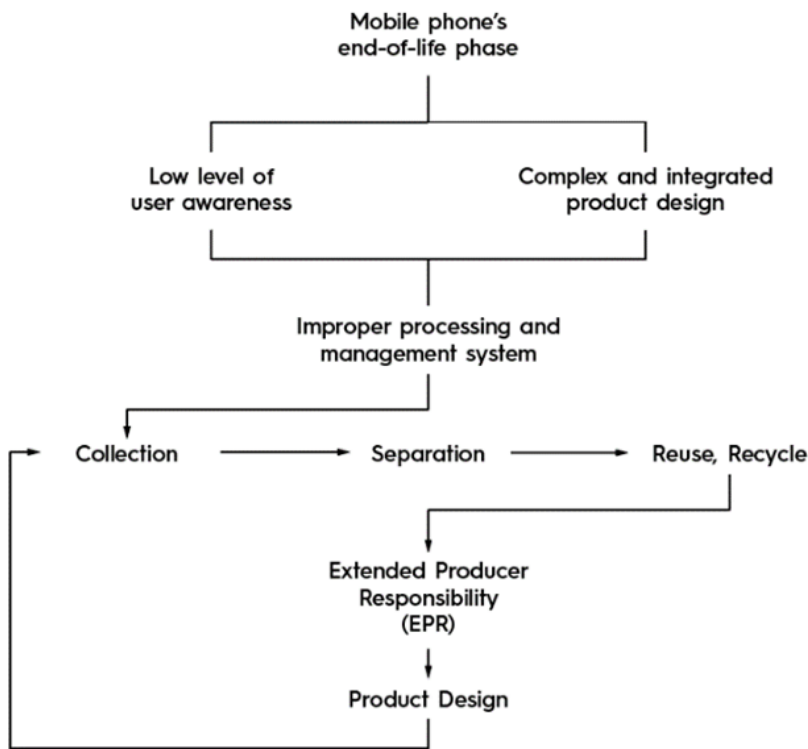 Mobile phone's
end-of-life phase
Low level of
user awareness
Complex and integrated
product design
Improper processing and
management system
Collection
Separation
Reuse, Recycle
Extended Producer
Responsibility
(EPR)
Product Design